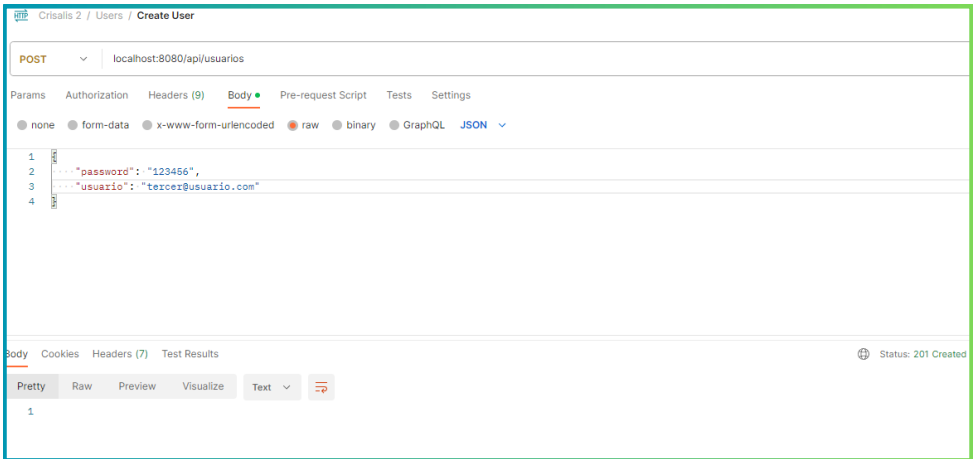 HTTP Crisalis 2 / Users / Create User
POST localhost:8080/api/usuarios
Params Authorization Headers (9) Body Pre-request Script Tests Settings
none form-data x-www-form-urlencoded raw binary GraphQL JSON
1 {
2 "password": "123456",
3 "usuario": "tercer@usuario.com"
4 }
Body Cookies Headers (7) Test Results Status: 201 Created
Pretty Raw Preview Visualize Text
1